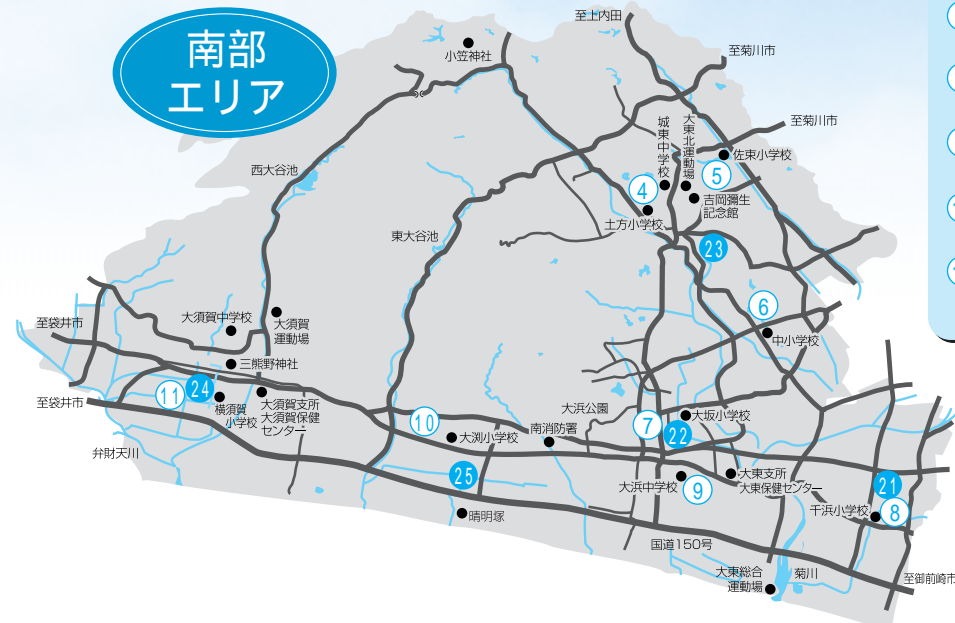 南部
エリア
小笠神社
至上内田
至菊川市
至菊川市
城東中学校
大東北運動場
佐束小学校
5
4
吉岡彌生
記念館
土方小学校
西大谷池
東大谷池
23
6
中小学校
大須賀中学校
大須賀
運動場
至袋井市
三熊野神社
至袋井市
11
24
横須賀
小学校
大須賀支所
大須賀保健
センター
弁財天川
10
大渕小学校
南消防署
大浜公園
7
22
大坂小学校
25
晴明塚
大浜中学校
9
大東支所
大東保健センター
21
千浜小学校
8
国道150号
大東総合
運動場
菊川
至御前崎市